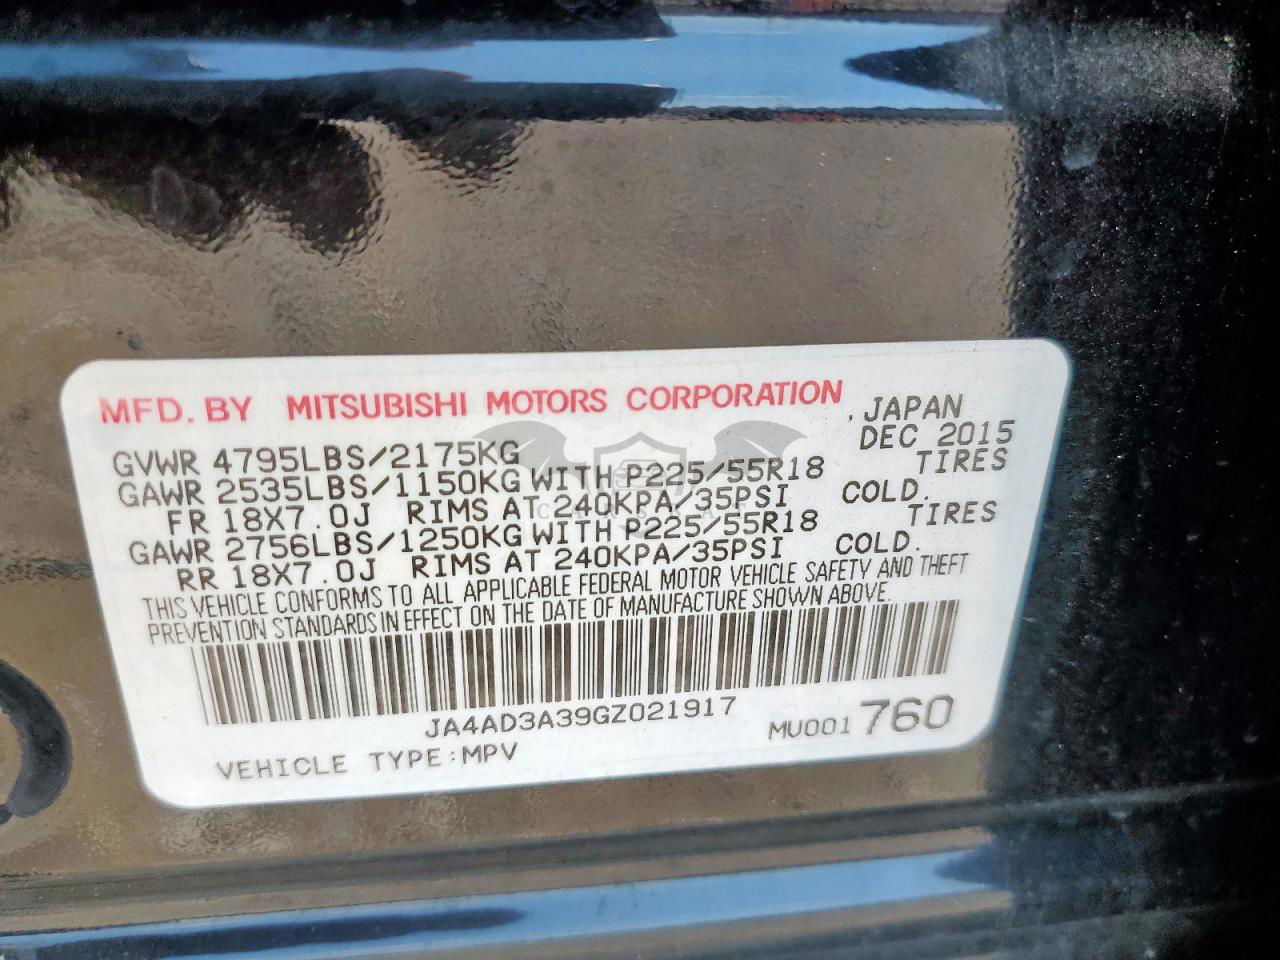 MFD. BY MITSUBISHI MOTORS CORPORATION
, JAPAN
DEC 2015
GVWR 4795LBS/2175KG
GAWR 2535LBS/1150KG WITH P225/55R18 TIRES
FR 18X7.0J RIMS AT 240KPA/35PSI COLD.
GAWR 2756LBS/1250KG WITH P225/55R18 TIRES
RR 18X7.0J RIMS AT 240KPA/35PSI COLD.
THIS VEHICLE CONFORMS TO ALL APPLICABLE FEDERAL MOTOR VEHICLE SAFETY AND THEFT
PREVENTION STANDARDS IN EFFECT ON THE DATE OF MANUFACTURE SHOWN ABOVE.
JA4AD3A39GZ021917
MU001 760
VEHICLE TYPE:MPV